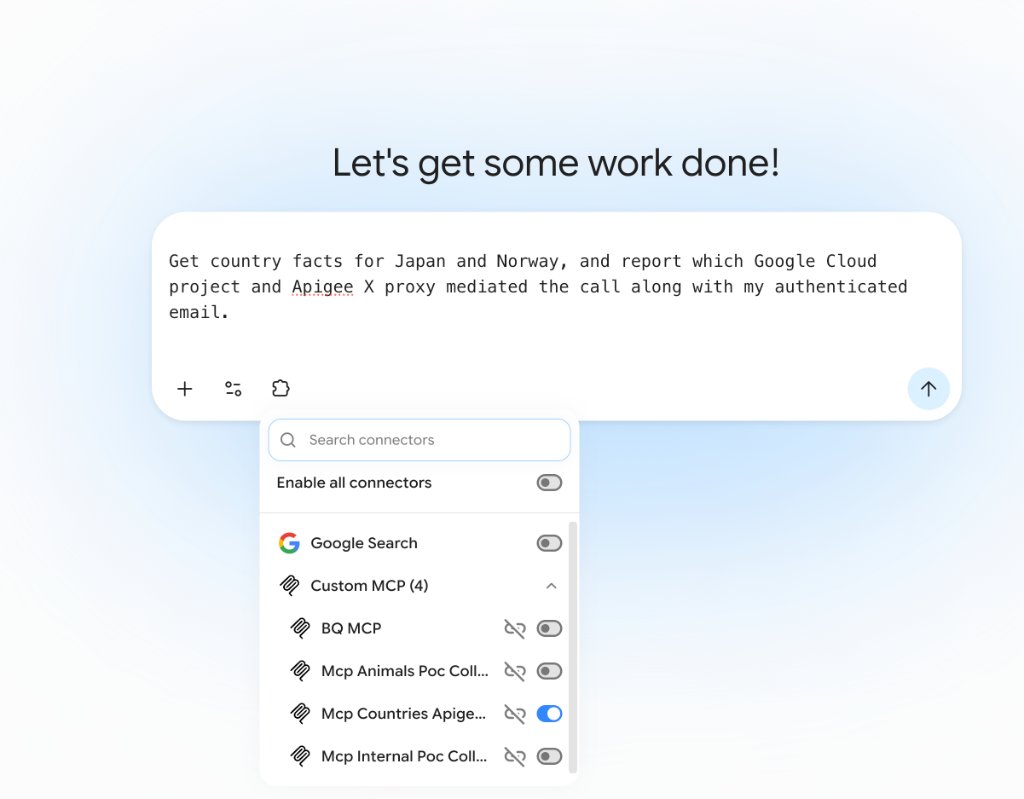 Let's get some work done!
Get country facts for Japan and Norway, and report which Google Cloud
project and Apigee X proxy mediated the call along with my authenticated
email.
Search connectors
Enable all connectors
Google Search
Custom MCP (4)
BQ MCP
Mcp Animals Poc Coll...
Mcp Countries Apige...
Mcp Internal Poc Coll...